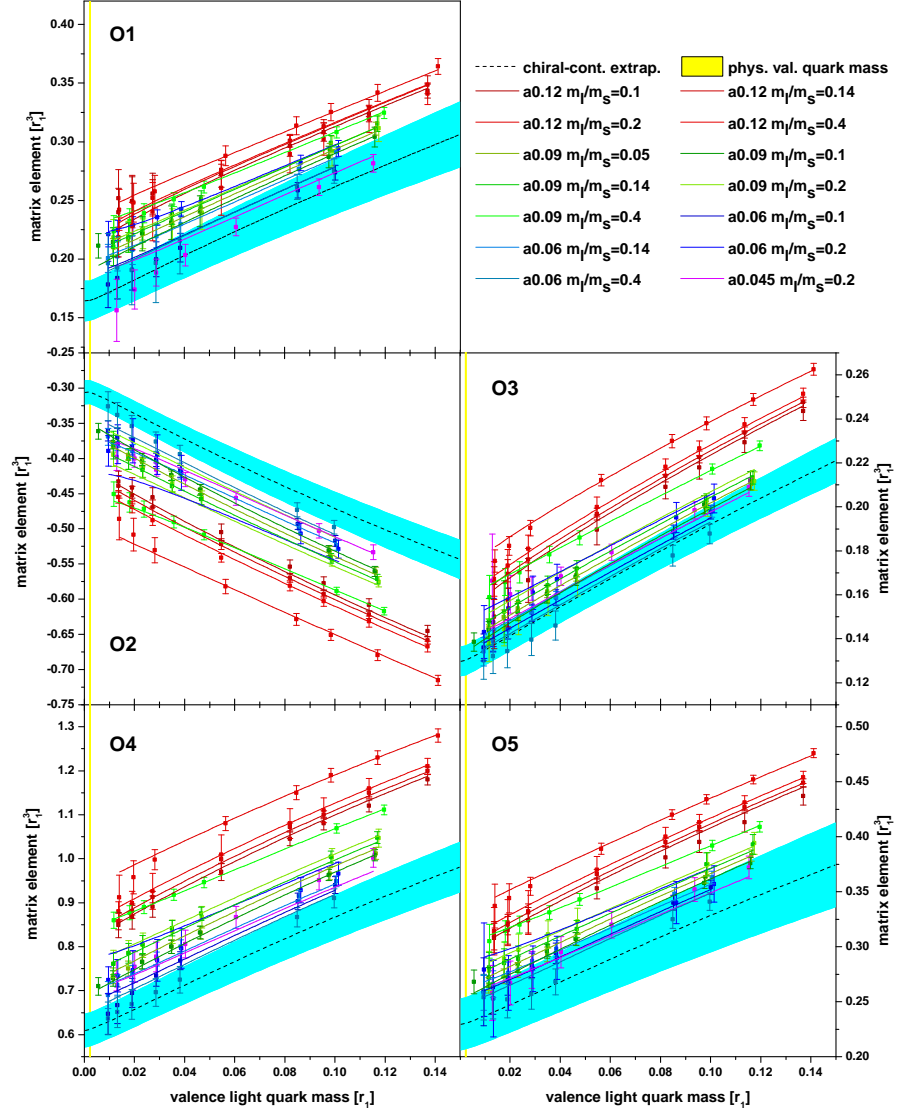 O1
0.40
0.35
0.30
0.25
0.20
0.15
-0.25
matrix element [r₁³]
chiral-cont. extrap.
phys. val. quark mass
a0.12 mₗ/mₛ=0.1
a0.12 mₗ/mₛ=0.14
a0.12 mₗ/mₛ=0.2
a0.12 mₗ/mₛ=0.4
a0.09 mₗ/mₛ=0.05
a0.09 mₗ/mₛ=0.1
a0.09 mₗ/mₛ=0.14
a0.09 mₗ/mₛ=0.2
a0.09 mₗ/mₛ=0.4
a0.06 mₗ/mₛ=0.1
a0.06 mₗ/mₛ=0.14
a0.06 mₗ/mₛ=0.2
a0.06 mₗ/mₛ=0.4
a0.045 mₗ/mₛ=0.2
O2
-0.30
-0.35
-0.40
-0.45
-0.50
-0.55
-0.60
-0.65
-0.70
-0.75
matrix element [r₁³]
O3
0.26
0.24
0.22
0.20
0.18
0.16
0.14
0.12
matrix element [r₁³]
O4
1.3
1.2
1.1
1.0
0.9
0.8
0.7
0.6
matrix element [r₁³]
0.00 0.02 0.04 0.06 0.08 0.10 0.12 0.14
valence light quark mass [r₁]
O5
0.50
0.45
0.40
0.35
0.30
0.25
0.20
matrix element [r₁³]
0.02 0.04 0.06 0.08 0.10 0.12 0.14
valence light quark mass [r₁]